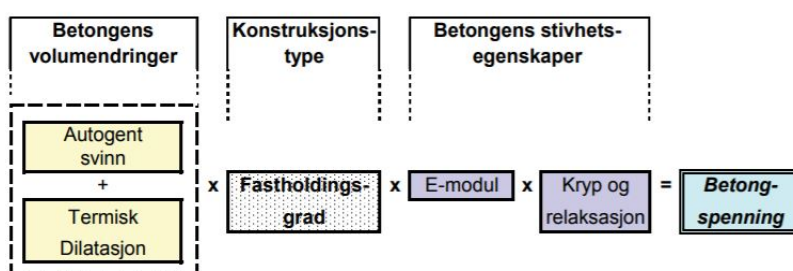 Betongens
volumendringer
Konstruksjons-
type
Betongens stivhets-
egenskaper
Autogent
svinn
+
Termisk
Dilatasjon
x
Fastholdings-
grad
x
E-modul
x
Kryp og
relaksasjon
=
Betong-
spenning